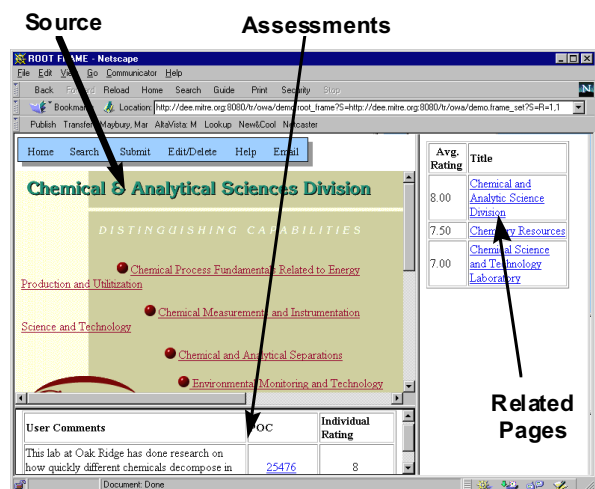 Source
Assessments
ROOT FRAME - Netscape
File Edit View Go Communicator Help
Back Forward Reload Home Search Guide Print Security Stop
Bookmarks Location: http://dee.mitre.org:8080/tr/owa/demo.root_frame?S=http://dee.mitre.org:8080/tr/owa/demo.frame_set?S=R=1,1
Publish Transfer Maybury, Mar AltaVista: M Lookup New&Cool Netcaster
Home Search Submit Edit/Delete Help Email
Chemical & Analytical Sciences Division
DISTINGUISHING CAPABILITIES
Chemical Process Fundamentals Related to Energy
Production and Utilitization
Chemical Measurements and Instrumentation
Science and Technology
Chemical and Analytical Separations
Environmental Monitoring and Technology
Avg. Rating Title
8.00 Chemical and
Analytic Science
Division
7.50 Chemistry Resources
7.00 Chemical Science
and Technology
Laboratory
Related
Pages
User Comments POC Individual
Rating
This lab at Oak Ridge has done research on
how quickly different chemicals decompose in 25476 8
Document: Done